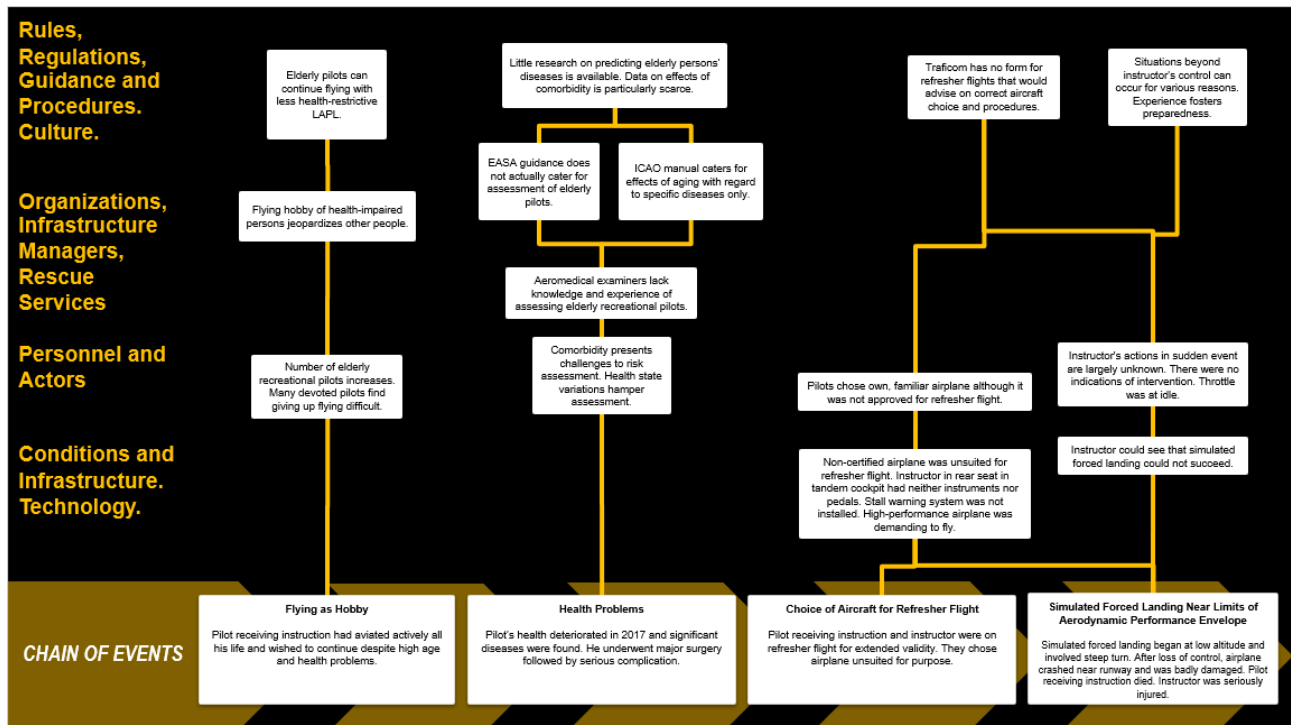 Rules,
Regulations,
Guidance and
Procedures.
Culture.
Elderly pilots can
continue flying with
less health-restrictive
LAPL.
Little research on predicting elderly persons'
diseases is available. Data on effects of
comorbidity is particularly scarce.
Traficom has no form for
refresher flights that would
advise on correct aircraft
choice and procedures.
Situations beyond
instructor's control can
occur for various reasons.
Experience fosters
preparedness.
EASA guidance does
not actually cater for
assessment of elderly
pilots.
ICAO manual caters for
effects of aging with regard
to specific diseases only.
Organizations,
Infrastructure
Managers,
Rescue
Services
Flying hobby of health-impaired
persons jeopardizes other people.
Aeromedical examiners lack
knowledge and experience of
assessing elderly recreational pilots.
Personnel and
Actors
Number of elderly
recreational pilots increases.
Many devoted pilots find
giving up flying difficult.
Comorbidity presents
challenges to risk
assessment. Health state
variations hamper
assessment.
Pilots chose own, familiar airplane although it
was not approved for refresher flight.
Instructor's actions in sudden event
are largely unknown. There were no
indications of intervention. Throttle
was at idle.
Conditions and
Infrastructure.
Technology.
Non-certified airplane was unsuited for
refresher flight. Instructor in rear seat in
tandem cockpit had neither instruments nor
pedals. Stall warning system was not
installed. High-performance airplane was
demanding to fly.
Instructor could see that simulated
forced landing could not succeed.
CHAIN OF EVENTS
Flying as Hobby
Pilot receiving instruction had aviated actively all
his life and wished to continue despite high age
and health problems.
Health Problems
Pilot's health deteriorated in 2017 and significant
diseases were found. He underwent major surgery
followed by serious complication.
Choice of Aircraft for Refresher Flight
Pilot receiving instruction and instructor were on
refresher flight for extended validity. They chose
airplane unsuited for purpose.
Simulated Forced Landing Near Limits of
Aerodynamic Performance Envelope
Simulated forced landing began at low altitude and
involved steep turn. After loss of control, airplane
crashed near runway and was badly damaged. Pilot
receiving instruction died. Instructor was seriously
injured.